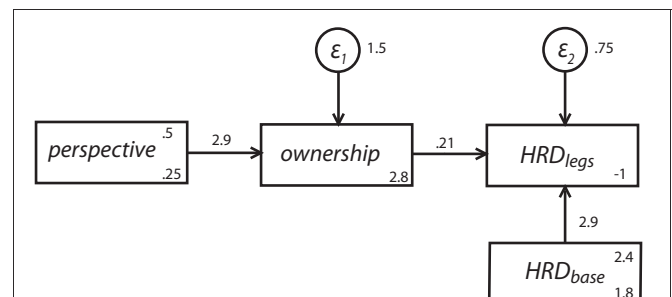 ε1 1.5
ε2 .75
perspective .5 .25
2.9
ownership 2.8
.21
HRDlegs -1
2.9
HRDbase 2.4 1.8